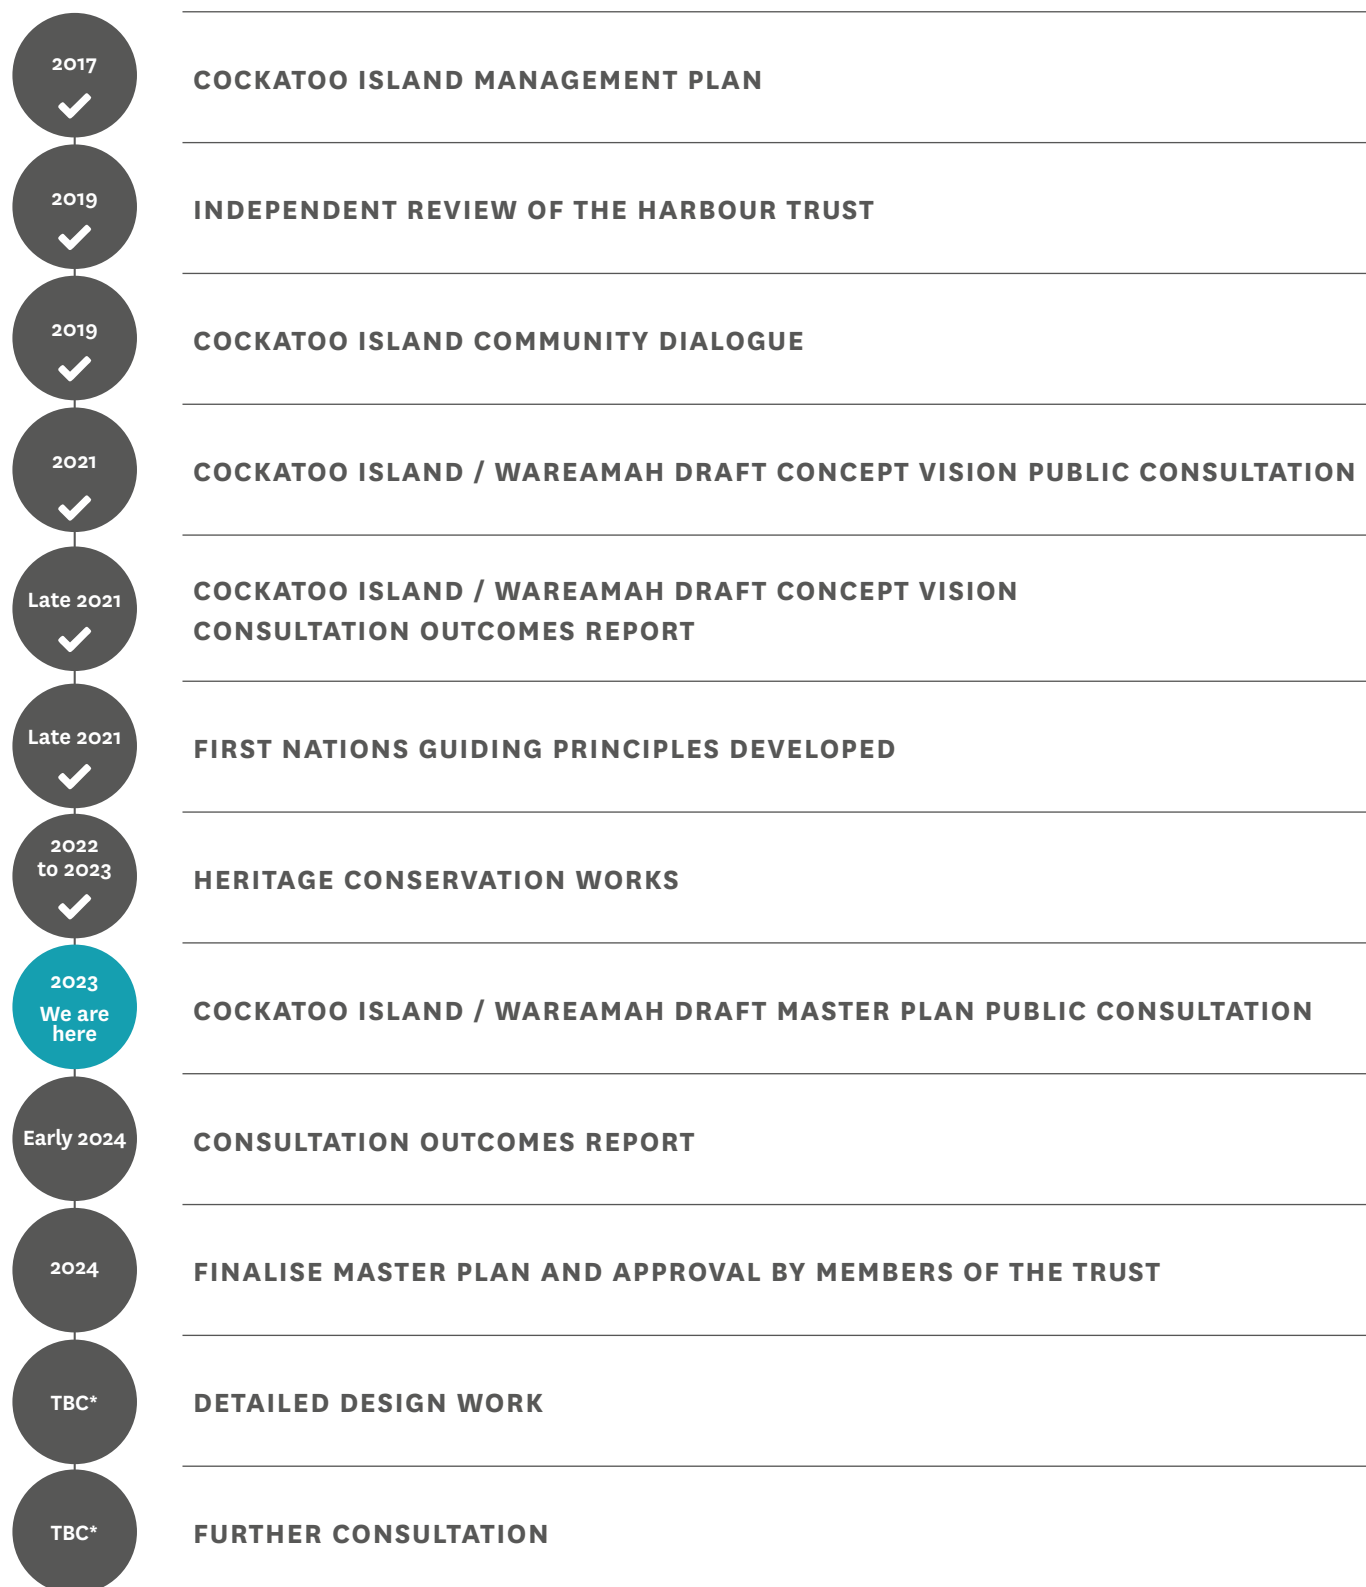 2017
COCKATOO ISLAND MANAGEMENT PLAN
2019
INDEPENDENT REVIEW OF THE HARBOUR TRUST
2019
COCKATOO ISLAND COMMUNITY DIALOGUE
2021
COCKATOO ISLAND / WAREAMAH DRAFT CONCEPT VISION PUBLIC CONSULTATION
Late 2021
COCKATOO ISLAND / WAREAMAH DRAFT CONCEPT VISION
CONSULTATION OUTCOMES REPORT
Late 2021
FIRST NATIONS GUIDING PRINCIPLES DEVELOPED
2022
to 2023
HERITAGE CONSERVATION WORKS
2023
We are
here
COCKATOO ISLAND / WAREAMAH DRAFT MASTER PLAN PUBLIC CONSULTATION
Early 2024
CONSULTATION OUTCOMES REPORT
2024
FINALISE MASTER PLAN AND APPROVAL BY MEMBERS OF THE TRUST
TBC*
DETAILED DESIGN WORK
TBC*
FURTHER CONSULTATION